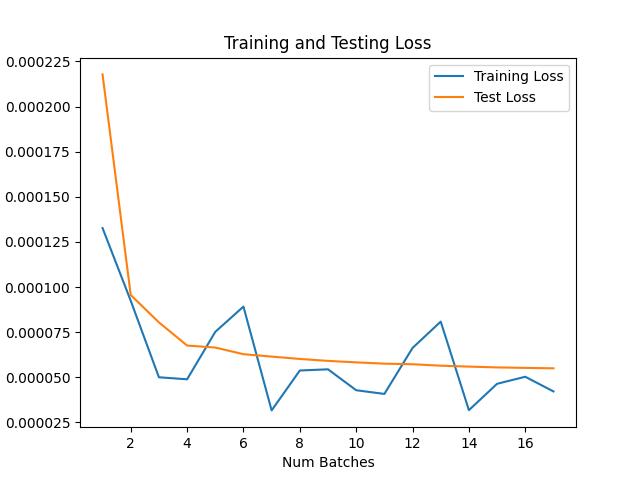 Training and Testing Loss
0.000225
0.000200
0.000175
0.000150
0.000125
0.000100
0.000075
0.000050
0.000025
Training Loss
Test Loss
2 4 6 8 10 12 14 16
Num Batches